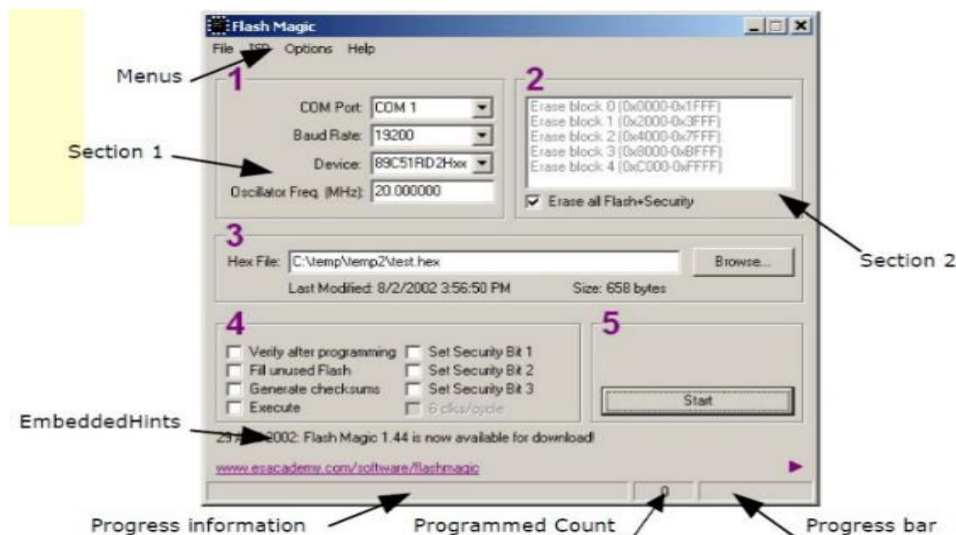 Flash Magic
File ISP Options Help
Menus
1
COM Port: COM 1
Baud Rate: 19200
Section 1
Device: 89C51RD2Hxx
Oscillator Freq. (MHz): 20.000000
2
Erase block 0 (0x0000-0x1FFF)
Erase block 1 (0x2000-0x3FFF)
Erase block 2 (0x4000-0x7FFF)
Erase block 3 (0x8000-0xBFFF)
Erase block 4 (0xC000-0xFFFF)
Erase all Flash+Security
Section 2
3
Hex File: C:\temp\temp2\test.hex Browse...
Last Modified: 8/2/2002 3:56:50 PM Size: 658 bytes
4
Verify after programming Set Security Bit 1
Fill unused Flash Set Security Bit 2
Generate checksums Set Security Bit 3
Execute 6 clks/cycle
5
Start
EmbeddedHints
2002: Flash Magic 1.44 is now available for download!
www.esacademy.com/software/flashmagic
0
Progress information Programmed Count Progress bar